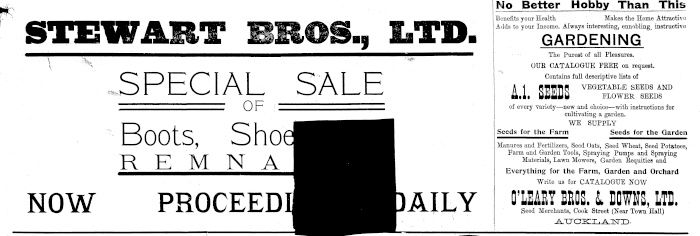 STEWART BROS., LTD.
SPECIAL SALE
OF
Boots,
NOW
No Better Hobby Than This
Benefits your Health Makes the Home Attractive
Adds to your Income. Always interesting, ennobling, instructive
GARDENING
The Purest of all Pleasures.
OUR CATALOGUE FREE on request.
Contains full descriptive lists of
A.1. SEEDS VEGETABLE SEEDS AND
FLOWER SEEDS
of every variety—new and choice—with instructions for
cultivating a garden.
WE SUPPLY
Seeds for the Farm Seeds for the Garden
Manures and Fertilizers, Seed Oats, Seed Wheat, Seed Potatoes,
Farm and Garden Tools, Spraying Pumps and Spraying
Materials, Lawn Mowers, Garden Requities and
Everything for the Farm, Garden and Orchard
Write us for CATALOGUE NOW
O'LEARY BROS. & DOWNS, LTD.
Seed Merchants, Cook Street (Near Town Hall)
AUCKLAND